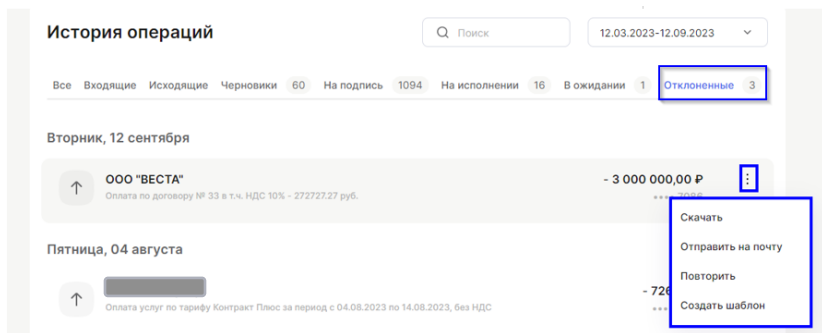 История операций
Поиск
12.03.2023-12.09.2023
Все Входящие Исходящие Черновики 60 На подпись 1094 На исполнении 16 В ожидании 1 Отклоненные 3
Вторник, 12 сентября
ООО "ВЕСТА" - 3 000 000,00 ₽
Оплата по договору № 33 в т.ч. НДС 10% - 272727.27 руб.
Скачать
Отправить на почту
Пятница, 04 августа
Повторить
- 726
Создать шаблон
Оплата услуг по тарифу Контракт Плюс за период с 04.08.2023 по 14.08.2023, без НДС